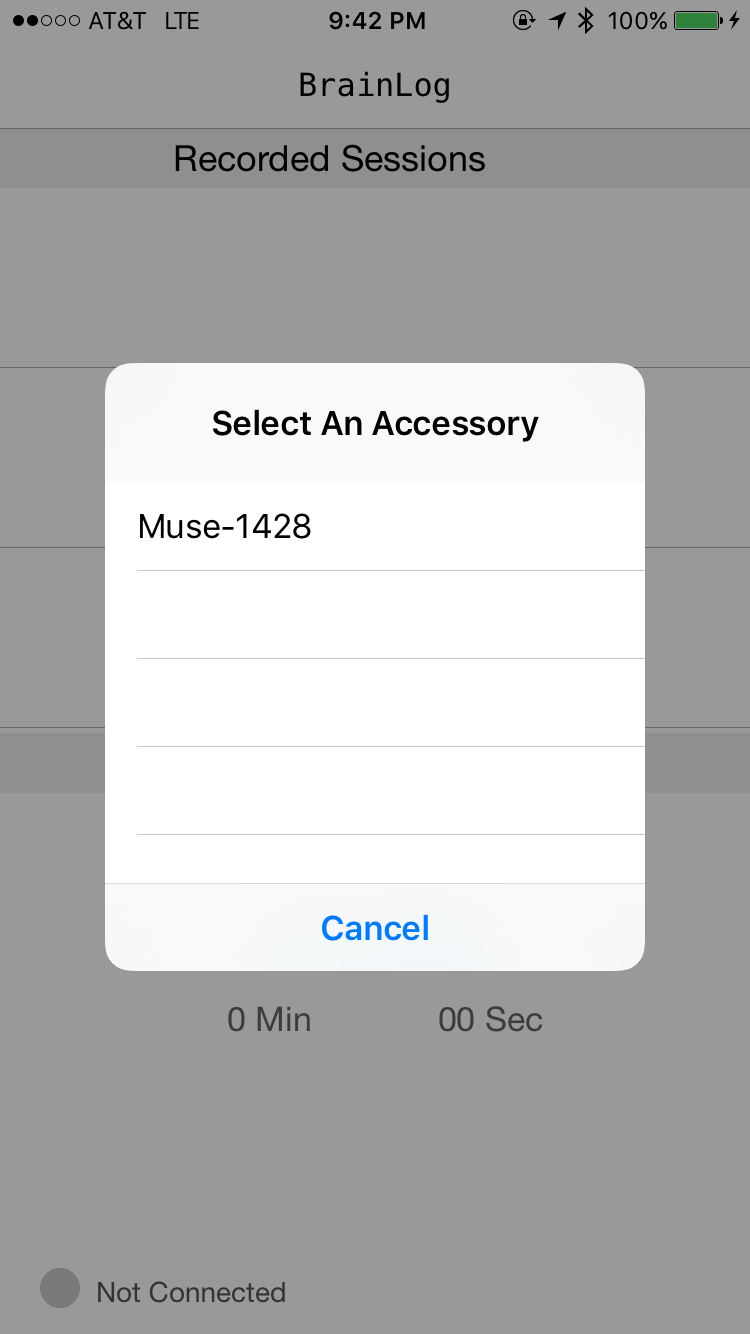 AT&T LTE 9:42 PM 100%
BrainLog
Recorded Sessions
Select An Accessory
Muse-1428
Cancel
0 Min 00 Sec
Not Connected